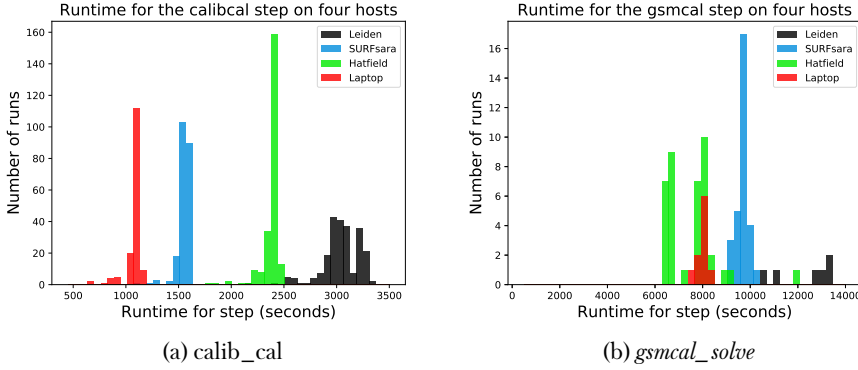 Runtime for the calibcal step on four hosts
160
140
120
100
80
60
40
20
0
Number of runs
Leiden
SURFsara
Hatfield
Laptop
500 1000 1500 2000 2500 3000 3500
Runtime for step (seconds)
(a) calib_cal
Runtime for the gsmcal step on four hosts
16
14
12
10
8
6
4
2
0
Number of runs
Leiden
SURFsara
Hatfield
Laptop
0 2000 4000 6000 8000 10000 12000 14000
Runtime for step (seconds)
(b) gsmcal_solve